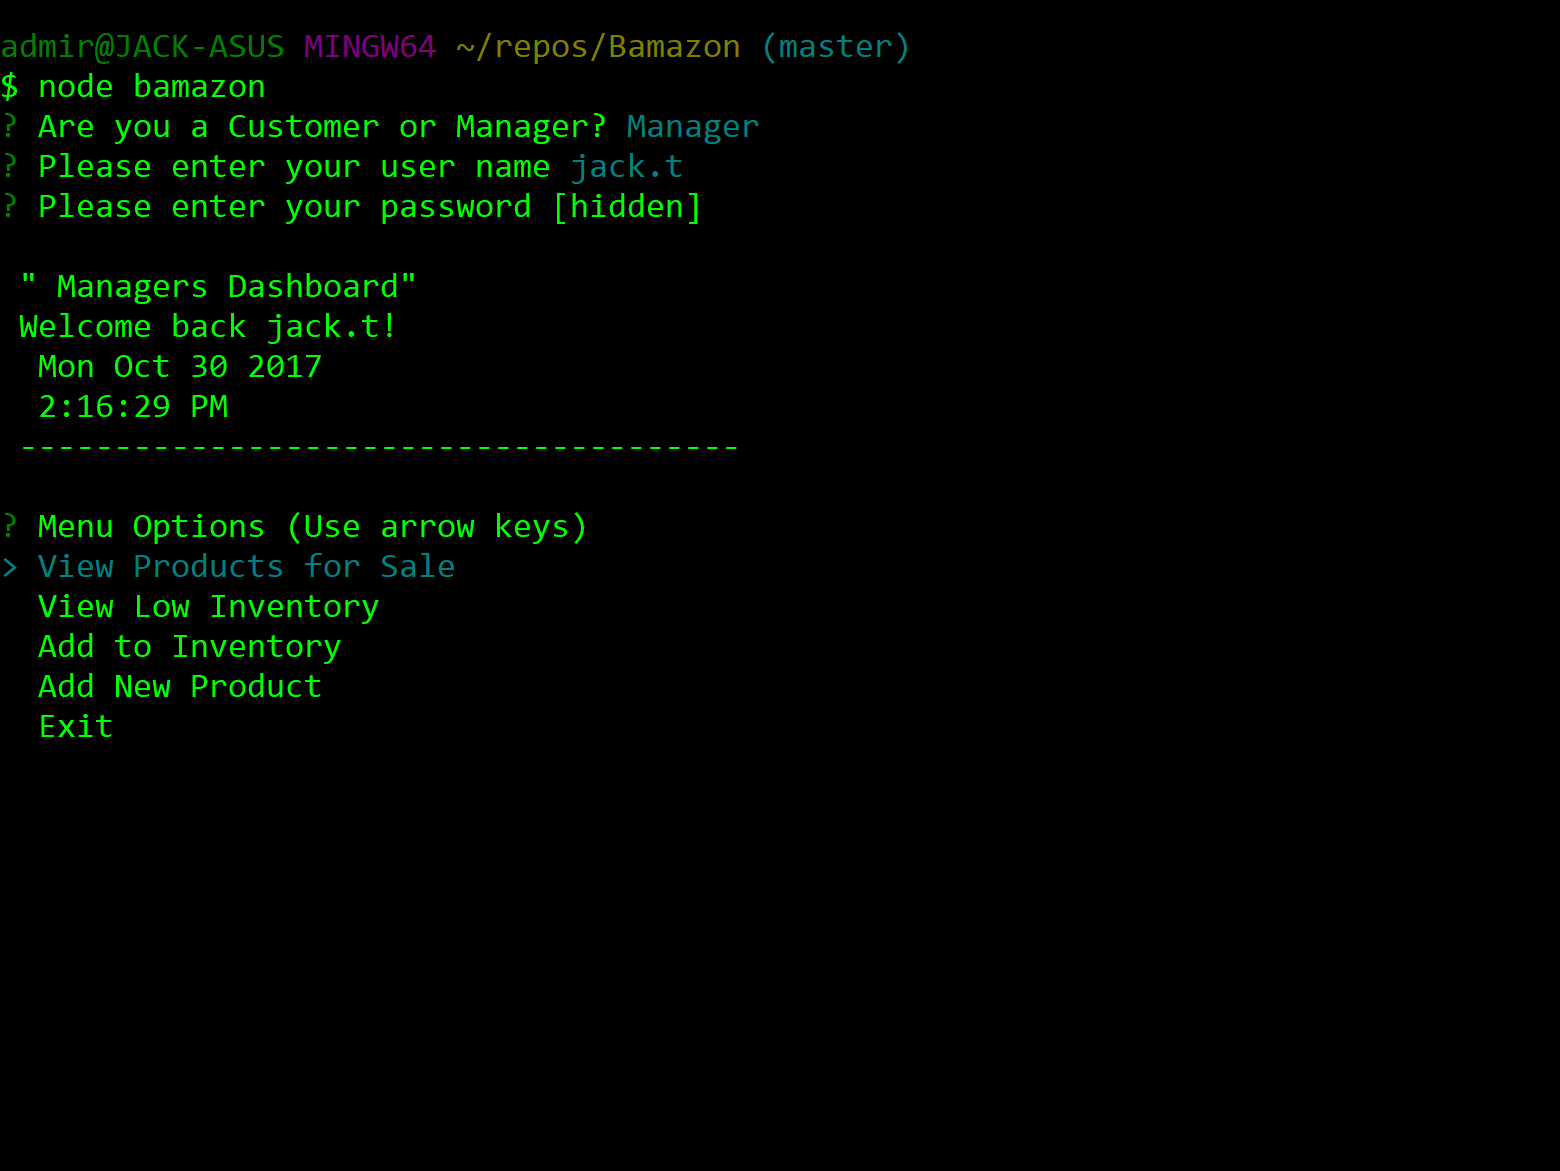 admir@JACK-ASUS MINGW64 ~/repos/Bamazon (master)
$ node bamazon
? Are you a Customer or Manager? Manager
? Please enter your user name jack.t
? Please enter your password [hidden]
" Managers Dashboard"
Welcome back jack.t!
Mon Oct 30 2017
2:16:29 PM
--------------------------------------
? Menu Options (Use arrow keys)
> View Products for Sale
View Low Inventory
Add to Inventory
Add New Product
Exit